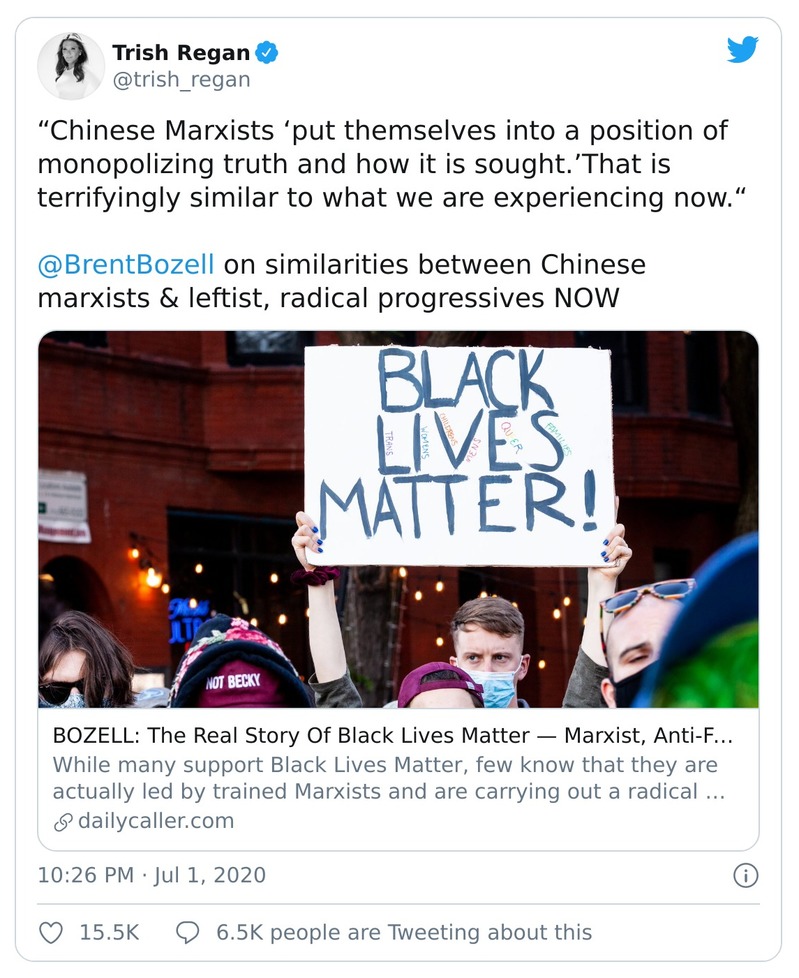 Trish Regan
@trish_regan
“Chinese Marxists ‘put themselves into a position of
monopolizing truth and how it is sought.’That is
terrifyingly similar to what we are experiencing now.“
@BrentBozell on similarities between Chinese
marxists & leftist, radical progressives NOW
BLACK
LIVES
TRANS
WOMENS
CHILDRENS
MENS
QUEER
FAMILIES
MATTER!
NOT BECKY
BOZELL: The Real Story Of Black Lives Matter — Marxist, Anti-F...
While many support Black Lives Matter, few know that they are
actually led by trained Marxists and are carrying out a radical ...
dailycaller.com
10:26 PM · Jul 1, 2020
15.5K 6.5K people are Tweeting about this